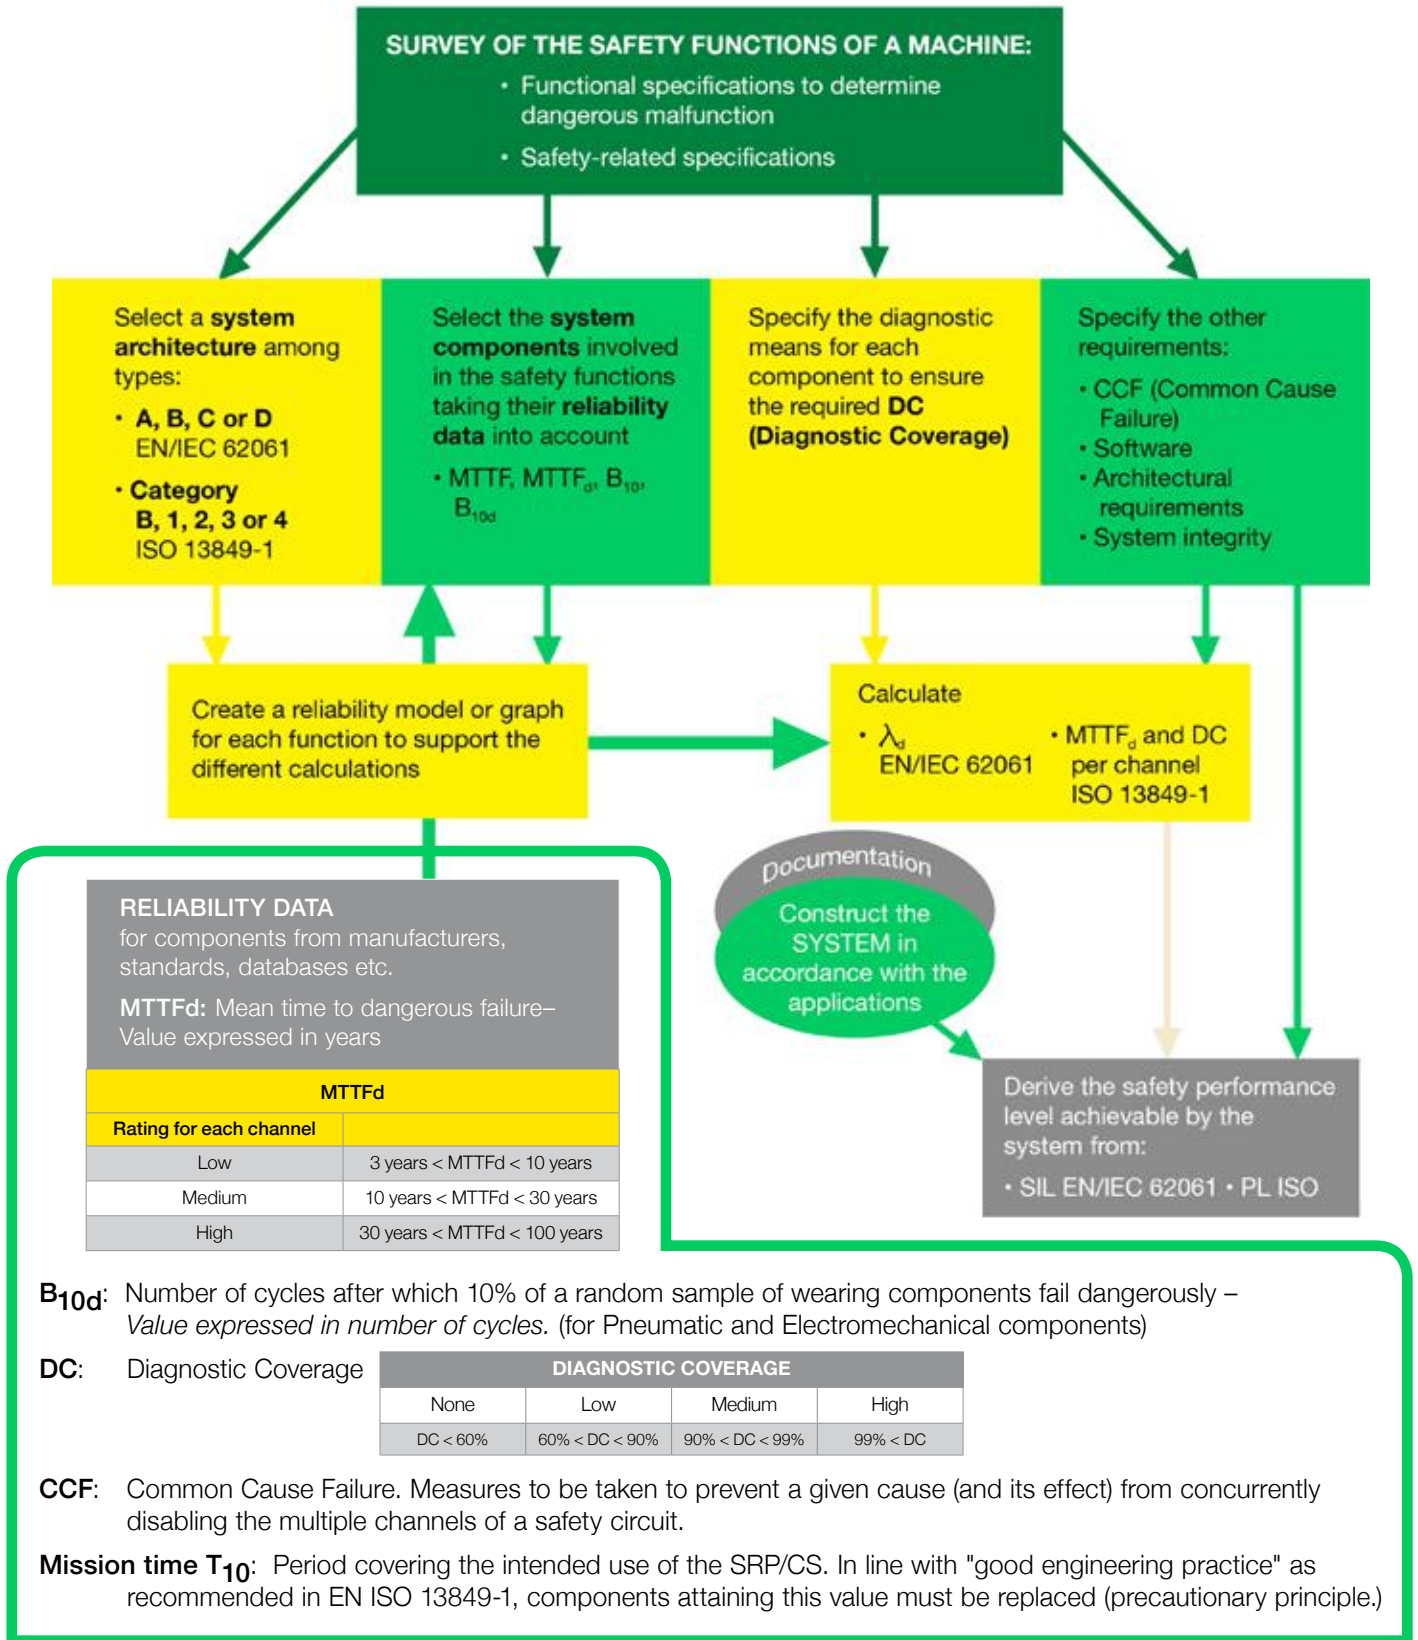 SURVEY OF THE SAFETY FUNCTIONS OF A MACHINE:
• Functional specifications to determine
dangerous malfunction
• Safety-related specifications
Select a system
architecture among
types:
• A, B, C or D
EN/IEC 62061
• Category
B, 1, 2, 3 or 4
ISO 13849-1
Select the system
components involved
in the safety functions
taking their reliability
data into account
• MTTF, MTTFd, B10,
B10d
Specify the diagnostic
means for each
component to ensure
the required DC
(Diagnostic Coverage)
Specify the other
requirements:
• CCF (Common Cause
Failure)
• Software
• Architectural
requirements
• System integrity
Create a reliability model or graph
for each function to support the
different calculations
Calculate
• λd
EN/IEC 62061
• MTTFd and DC
per channel
ISO 13849-1
Documentation
Construct the
SYSTEM in
accordance with the
applications
Derive the safety performance
level achievable by the
system from:
• SIL EN/IEC 62061 • PL ISO
RELIABILITY DATA
for components from manufacturers,
standards, databases etc.
MTTFd: Mean time to dangerous failure–
Value expressed in years
MTTFd
Rating for each channel
Low 3 years < MTTFd < 10 years
Medium 10 years < MTTFd < 30 years
High 30 years < MTTFd < 100 years
B10d: Number of cycles after which 10% of a random sample of wearing components fail dangerously –
Value expressed in number of cycles. (for Pneumatic and Electromechanical components)
DC: Diagnostic Coverage
DIAGNOSTIC COVERAGE
None Low Medium High
DC < 60% 60% < DC < 90% 90% < DC < 99% 99% < DC
CCF: Common Cause Failure. Measures to be taken to prevent a given cause (and its effect) from concurrently
disabling the multiple channels of a safety circuit.
Mission time T10: Period covering the intended use of the SRP/CS. In line with "good engineering practice" as
recommended in EN ISO 13849-1, components attaining this value must be replaced (precautionary principle.)